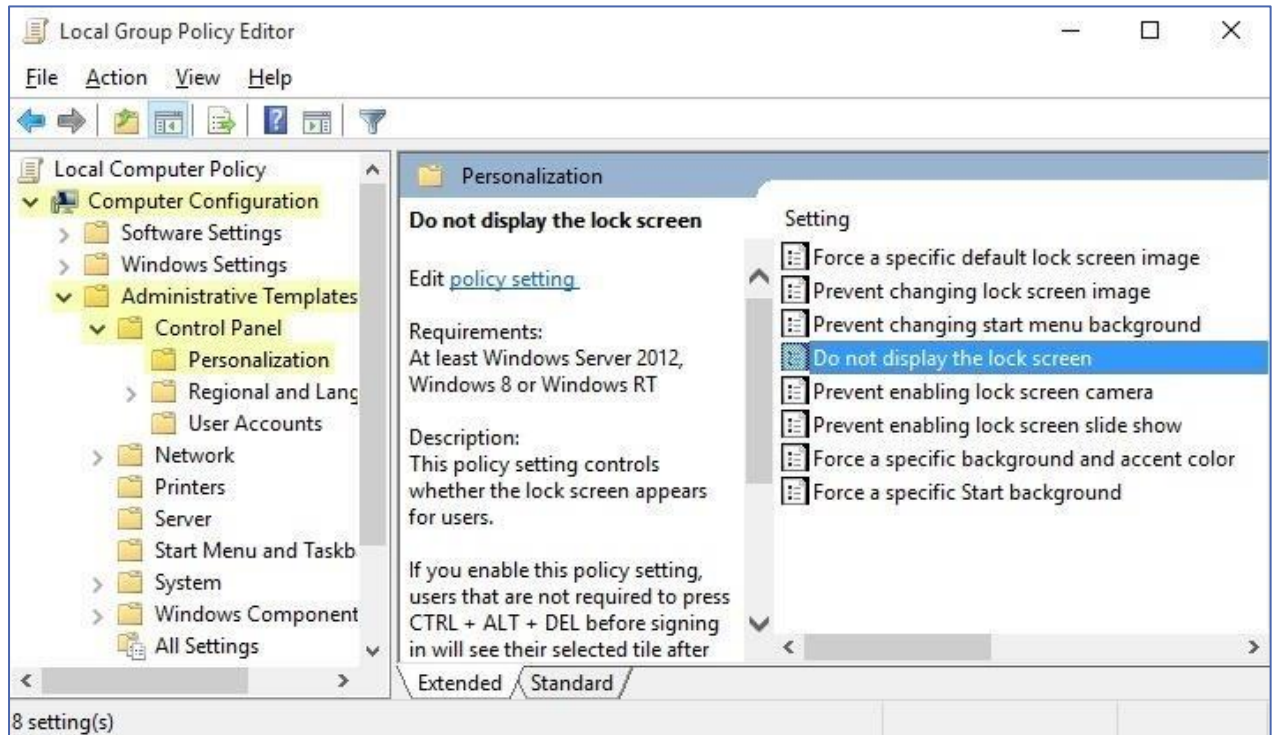 Local Group Policy Editor
File Action View Help
Local Computer Policy
Computer Configuration
Software Settings
Windows Settings
Administrative Templates
Control Panel
Personalization
Regional and Lang
User Accounts
Network
Printers
Server
Start Menu and Taskb
System
Windows Component
All Settings
Personalization
Do not display the lock screen
Edit policy setting
Requirements:
At least Windows Server 2012,
Windows 8 or Windows RT
Description:
This policy setting controls
whether the lock screen appears
for users.
If you enable this policy setting,
users that are not required to press
CTRL + ALT + DEL before signing
in will see their selected tile after
Setting
Force a specific default lock screen image
Prevent changing lock screen image
Prevent changing start menu background
Do not display the lock screen
Prevent enabling lock screen camera
Prevent enabling lock screen slide show
Force a specific background and accent color
Force a specific Start background
Extended Standard
8 setting(s)